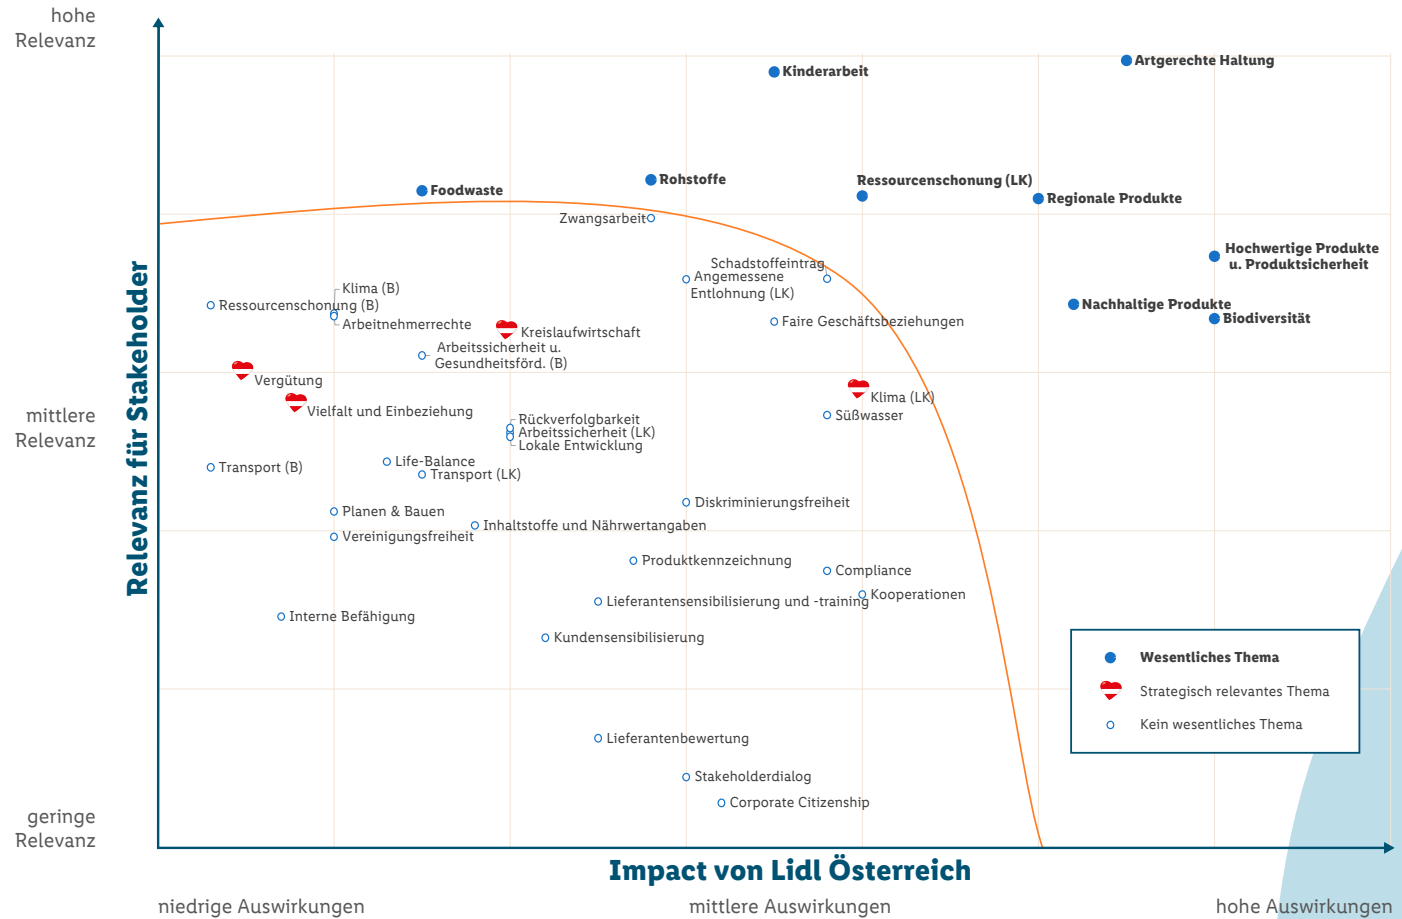 hohe
Relevanz
Artgerechte Haltung
Kinderarbeit
Rohstoffe
Ressourcenschonung (LK)
Foodwaste
Regionale Produkte
Zwangsarbeit
Hochwertige Produkte
u. Produktsicherheit
Schadstoffeintrag
Angemessene
Entlohnung (LK)
Klima (B)
Ressourcenschonung (B)
Nachhaltige Produkte
Biodiversität
Arbeitnehmerrechte
Faire Geschäftsbeziehungen
Kreislaufwirtschaft
Arbeitssicherheit u.
Gesundheitsförd. (B)
Vergütung
Klima (LK)
Vielfalt und Einbeziehung
Süßwasser
mittlere
Relevanz
Relevanz für Stakeholder
Rückverfolgbarkeit
Arbeitssicherheit (LK)
Lokale Entwicklung
Life-Balance
Transport (B)
Transport (LK)
Diskriminierungsfreiheit
Planen & Bauen
Inhaltstoffe und Nährwertangaben
Vereinigungsfreiheit
Produktkennzeichnung
Compliance
Kooperationen
Lieferantensensibilisierung und -training
Interne Befähigung
Kundensensibilisierung
Wesentliches Thema
Strategisch relevantes Thema
Kein wesentliches Thema
Lieferantenbewertung
Stakeholderdialog
Corporate Citizenship
geringe
Relevanz
Impact von Lidl Österreich
niedrige Auswirkungen
mittlere Auswirkungen
hohe Auswirkungen